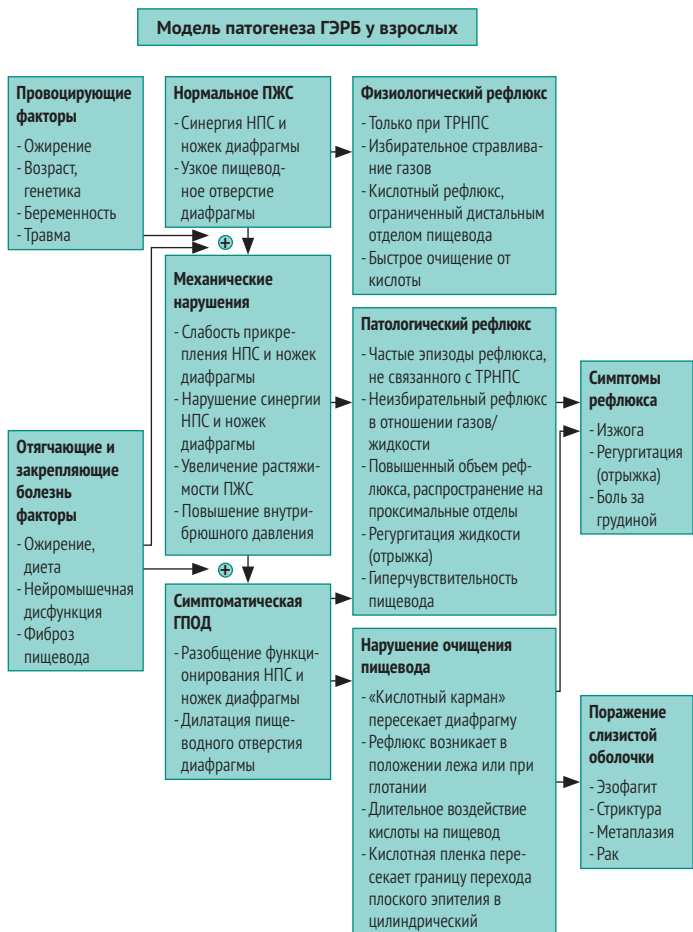 Модель патогенеза ГЭРБ у взрослых
Провоцирующие
факторы
- Ожирение
- Возраст,
генетика
- Беременность
- Травма
Нормальное ПЖС
- Синергия НПС и
ножек диафрагмы
- Узкое пищевод-
ное отверстие
диафрагмы
Физиологический рефлюкс
- Только при ТРНПС
- Избирательное стравлива-
ние газов
- Кислотный рефлюкс,
ограниченный дистальным
отделом пищевода
- Быстрое очищение от
кислоты
+
Механические
нарушения
- Слабость прикре-
пления НПС и ножек
диафрагмы
- Нарушение синергии
НПС и ножек
диафрагмы
- Увеличение растяжи-
мости ПЖС
- Повышение внутри-
брюшного давления
Патологический рефлюкс
- Частые эпизоды рефлюкса,
не связанного с ТРНПС
- Неизбирательный рефлюкс
в отношении газов/
жидкости
- Повышенный объем реф-
люкса, распространение на
проксимальные отделы
- Регургитация жидкости
(отрыжка)
- Гиперчувствительность
пищевода
Симптомы
рефлюкса
- Изжога
- Регургитация
(отрыжка)
- Боль за
грудиной
Отягчающие и
закрепляющие
болезнь
факторы
- Ожирение,
диета
- Нейромышечная
дисфункция
- Фиброз
пищевода
+
Симптоматическая
ГПОД
- Разобщение функци-
онирования НПС и
ножек диафрагмы
- Дилатация пище-
водного отверстия
диафрагмы
Нарушение очищения
пищевода
- «Кислотный карман»
пересекает диафрагму
- Рефлюкс возникает в
положении лежа или при
глотании
- Длительное воздействие
кислоты на пищевод
- Кислотная пленка пере-
секает границу перехода
плоского эпителия в
цилиндрический
Поражение
слизистой
оболочки
- Эзофагит
- Стриктура
- Метаплазия
- Рак